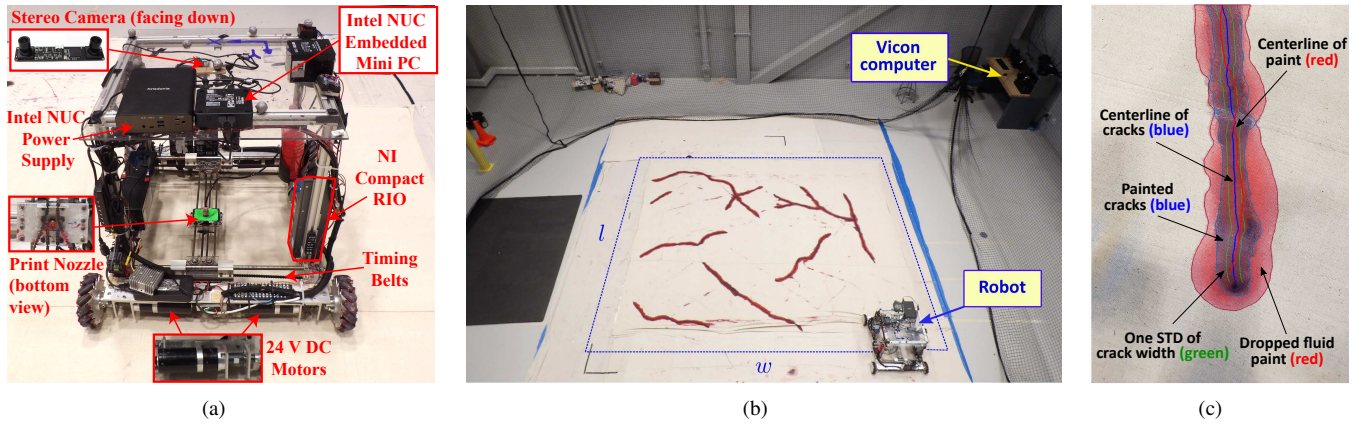 Stereo Camera (facing down)
Intel NUC
Embedded
Mini PC
Intel NUC
Power
Supply
NI
Compact
RIO
Print Nozzle
(bottom
view)
Timing
Belts
24 V DC
Motors
(a)
Vicon
computer
l
Robot
w
(b)
Centerline of
paint (red)
Centerline of
cracks (blue)
Painted
cracks (blue)
One STD of
crack width (green)
Dropped fluid
paint (red)
(c)